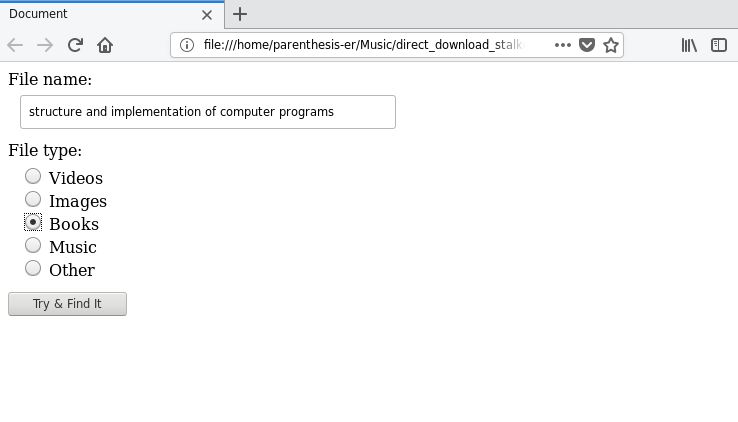 Document
file:///home/parenthesis-er/Music/direct_download_stalk
File name:
structure and implementation of computer programs
File type:
Videos
Images
Books
Music
Other
Try & Find It